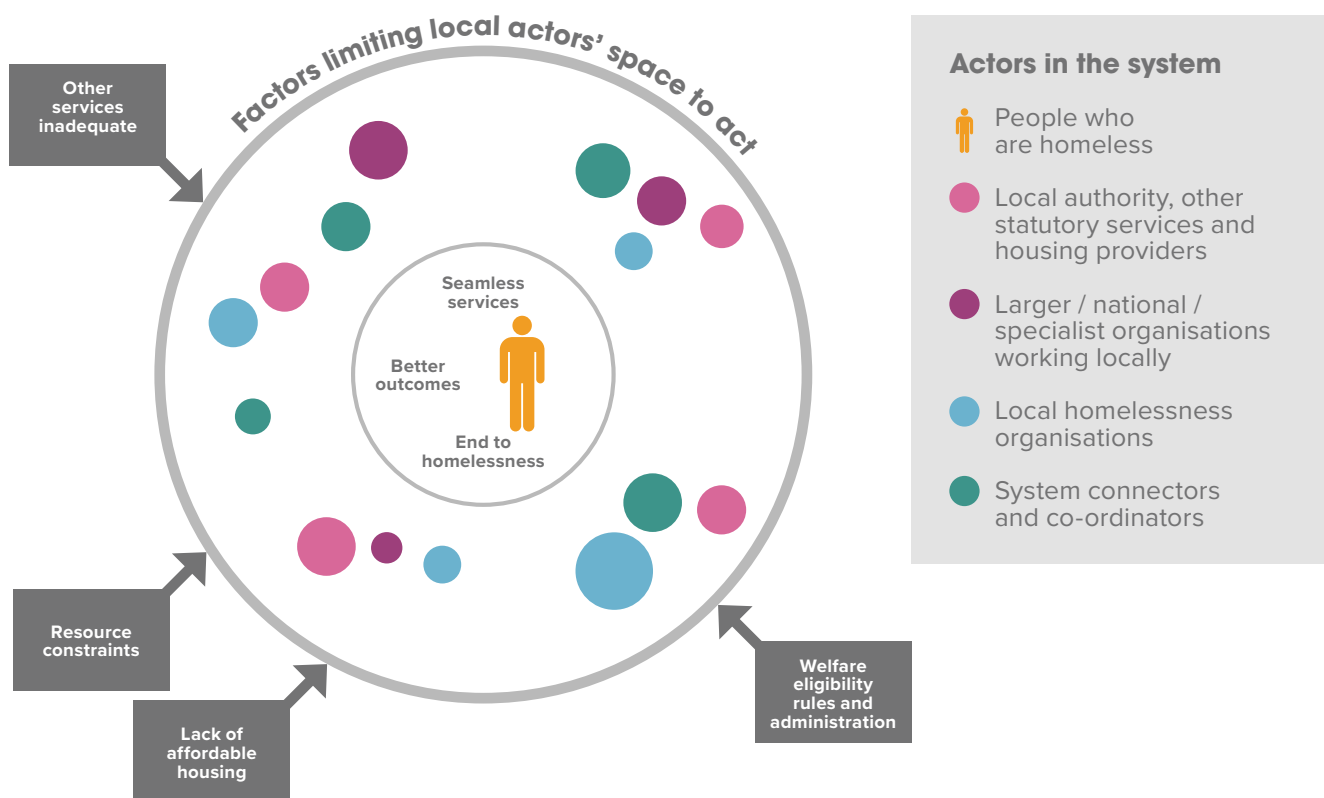 Factors limiting local actors’ space to act
Other
services
inadequate
Seamless
services
Better
outcomes
End to
homelessness
Resource
constraints
Lack of
affordable
housing
Welfare
eligibility
rules and
administration
Actors in the system
People who
are homeless
Local authority, other
statutory services and
housing providers
Larger / national /
specialist organisations
working locally
Local homelessness
organisations
System connectors
and co-ordinators